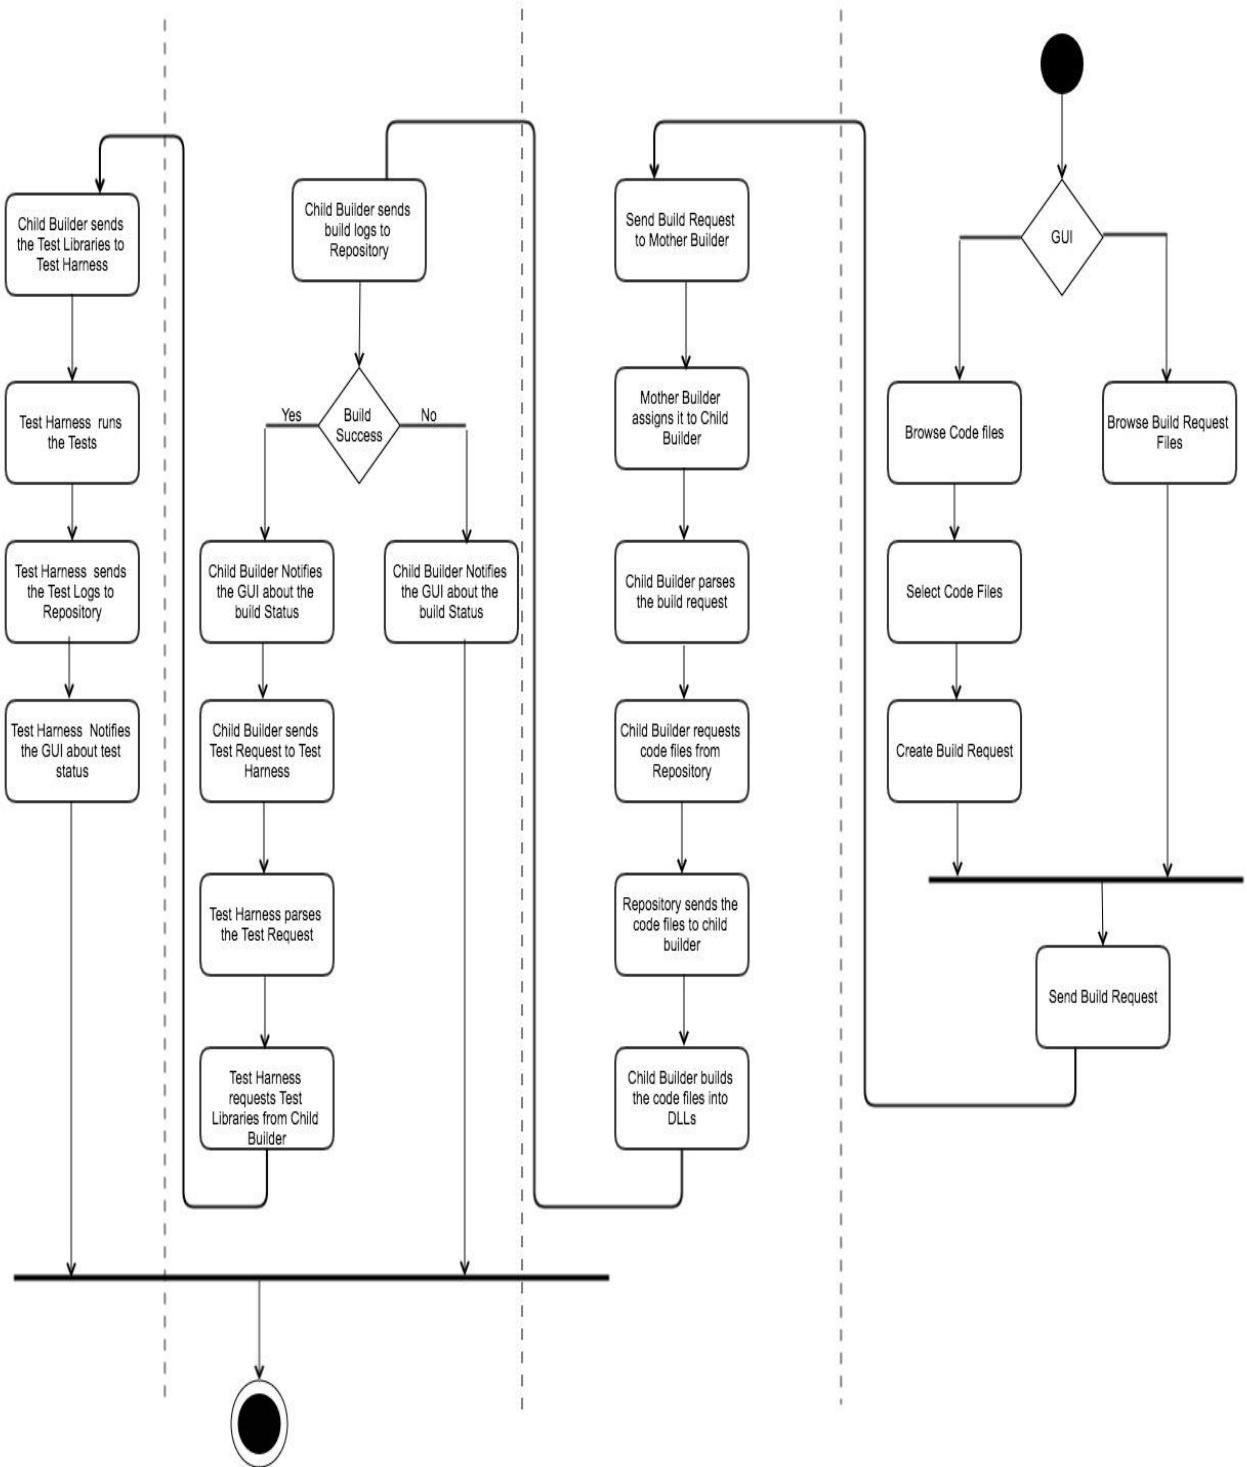 Child Builder sends
the Test Libraries to
Test Harness
Test Harness runs
the Tests
Test Harness sends
the Test Logs to
Repository
Test Harness Notifies
the GUI about test
status
Child Builder sends
build logs to
Repository
Build
Success
Yes
No
Child Builder Notifies
the GUI about the
build Status
Child Builder Notifies
the GUI about the
build Status
Child Builder sends
Test Request to Test
Harness
Test Harness parses
the Test Request
Test Harness
requests Test
Libraries from Child
Builder
Send Build Request
to Mother Builder
Mother Builder
assigns it to Child
Builder
Child Builder parses
the build request
Child Builder requests
code files from
Repository
Repository sends the
code files to child
builder
Child Builder builds
the code files into
DLLs
GUI
Browse Code files
Browse Build Request
Files
Select Code Files
Create Build Request
Send Build Request